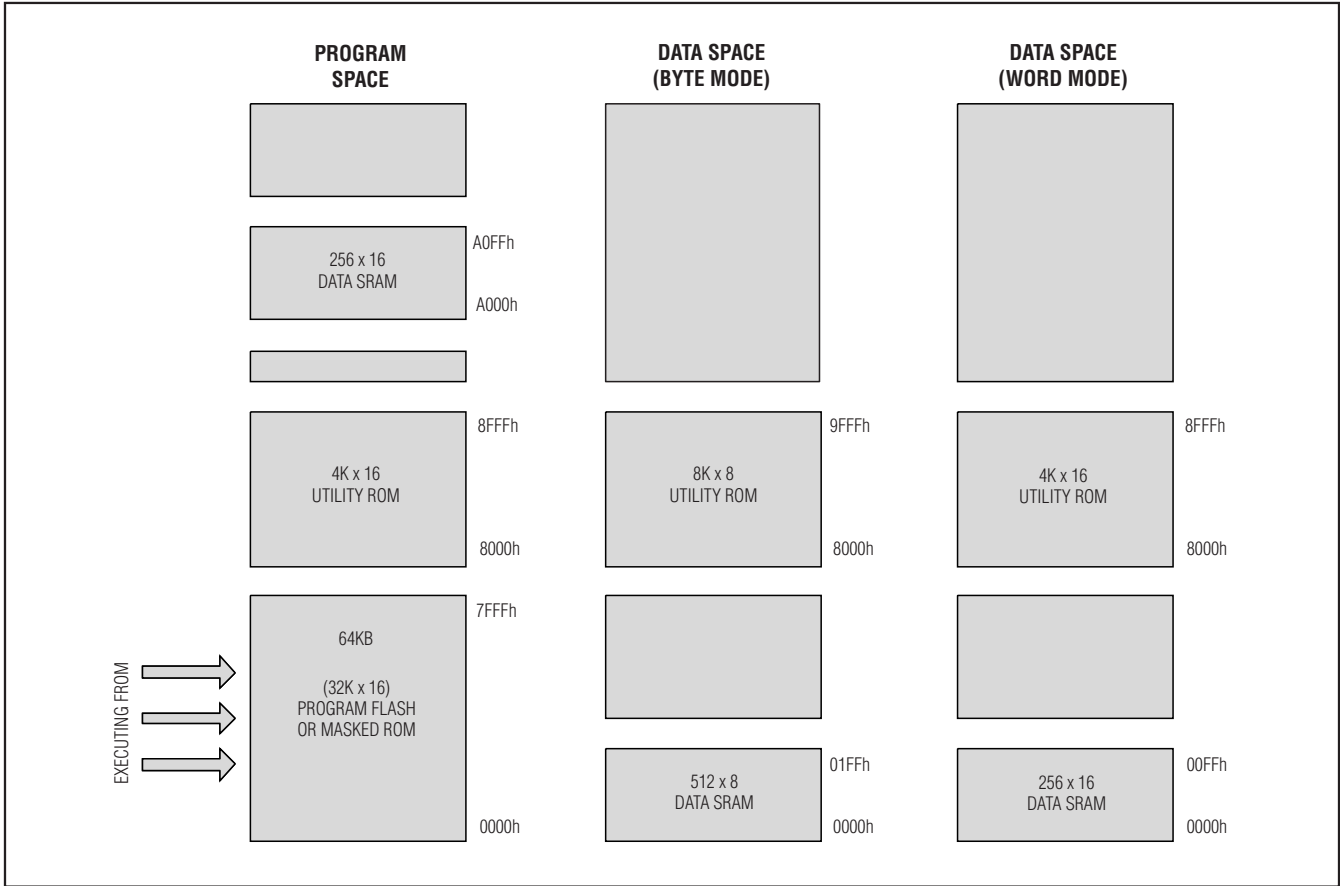 PROGRAM
SPACE
DATA SPACE
(BYTE MODE)
DATA SPACE
(WORD MODE)
A0FFh
256 x 16
DATA SRAM
A000h
8FFFh
4K x 16
UTILITY ROM
8000h
9FFFh
8K x 8
UTILITY ROM
8000h
8FFFh
4K x 16
UTILITY ROM
8000h
EXECUTING FROM
7FFFh
64KB
(32K x 16)
PROGRAM FLASH
OR MASKED ROM
0000h
01FFh
512 x 8
DATA SRAM
0000h
00FFh
256 x 16
DATA SRAM
0000h